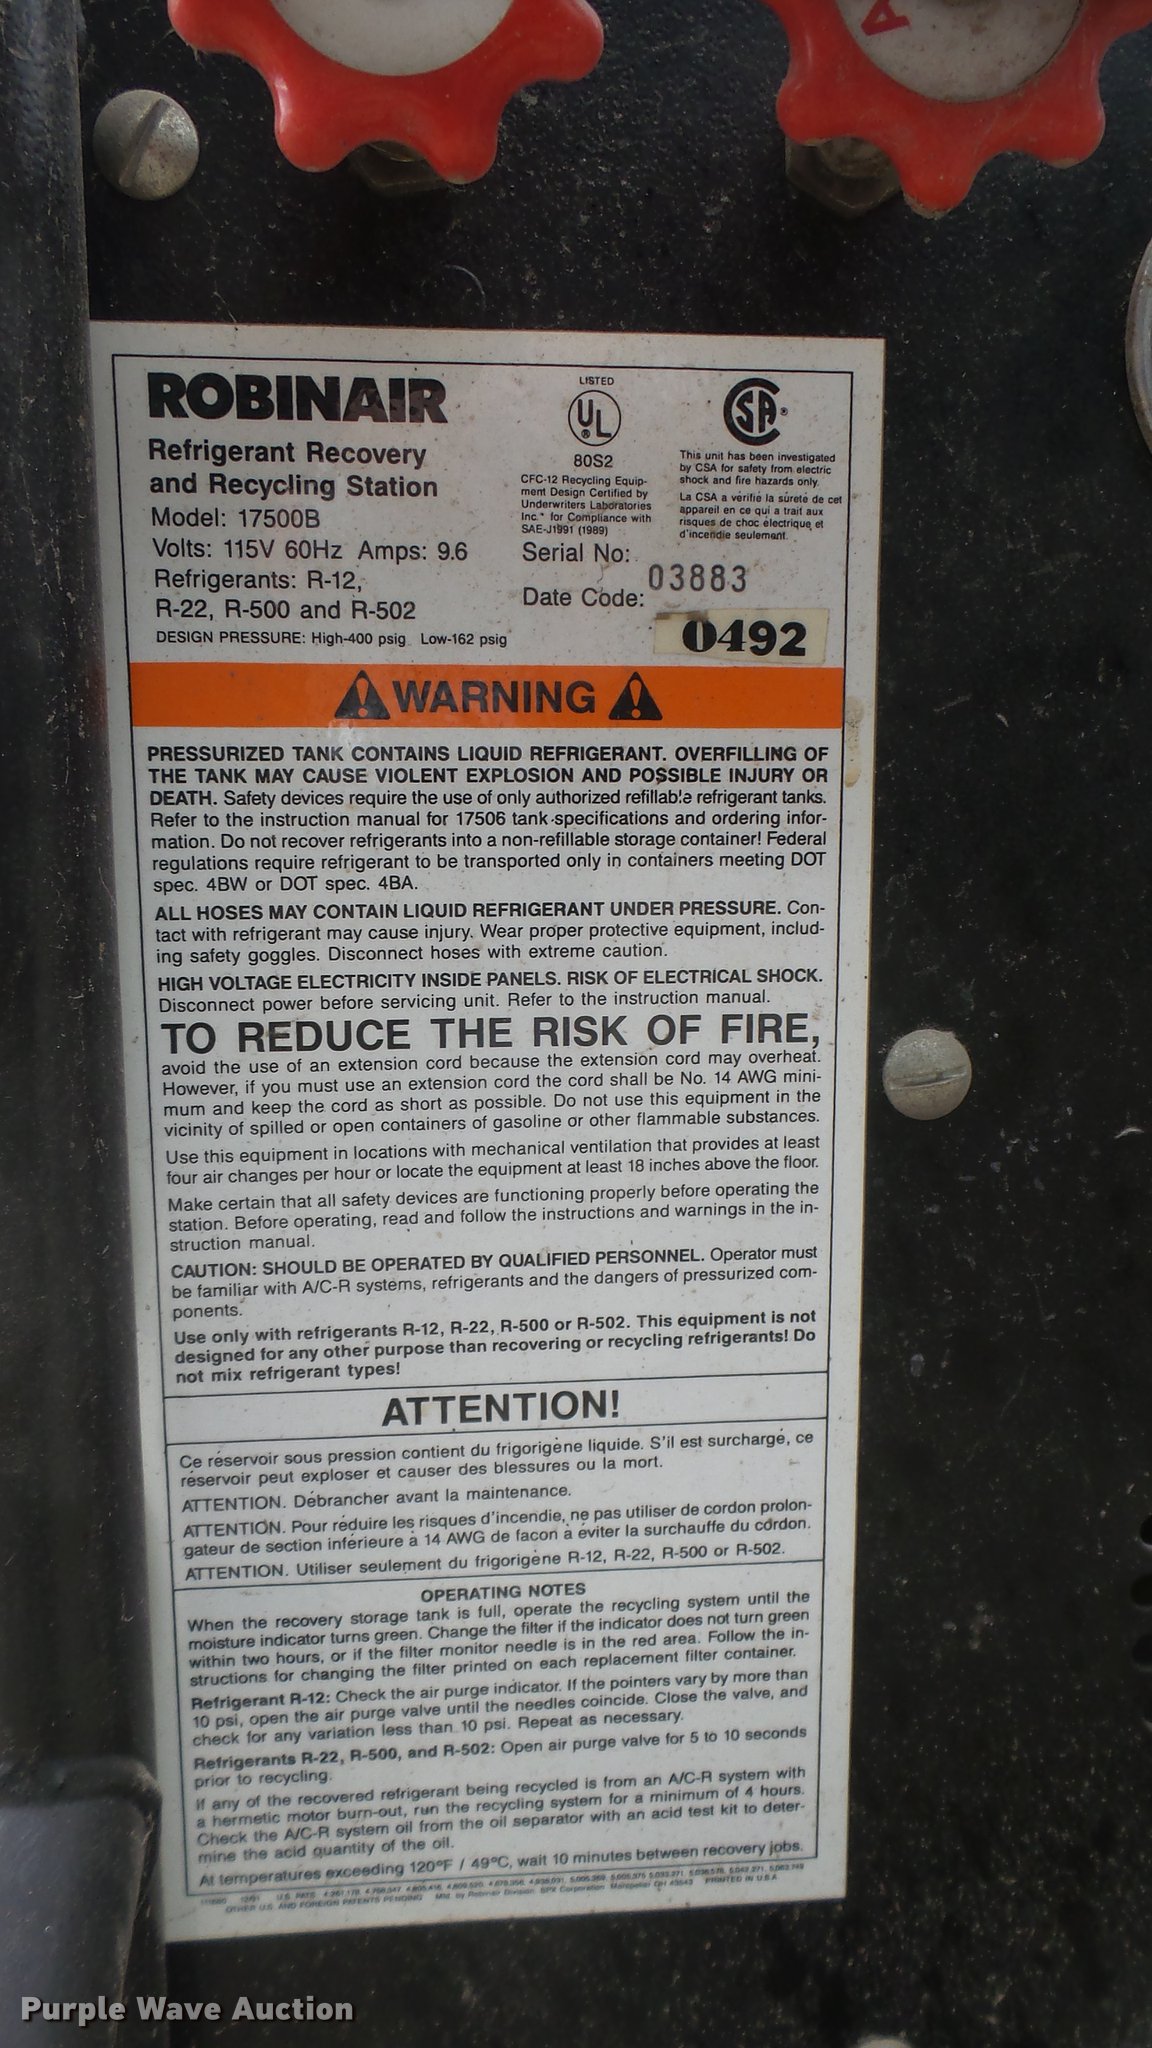 A
ROBINAIR
Refrigerant Recovery
and Recycling Station
Model: 17500B
Volts: 115V 60Hz Amps: 9.6
Refrigerants: R-12,
R-22, R-500 and R-502
DESIGN PRESSURE: High-400 psig Low-162 psig
LISTED
UL
®
80S2
CFC-12 Recycling Equip-
ment Design Certified by
Underwriters Laboratories
Inc.® for Compliance with
SAE-J1991 (1989)
Serial No: 03883
Date Code: 0492
CSA®
This unit has been investigated
by CSA for safety from electric
shock and fire hazards only.
La CSA a vérifié la sûreté de cet
appareil en ce qui a trait aux
risques de choc électrique et
d'incendie seulement.
WARNING
PRESSURIZED TANK CONTAINS LIQUID REFRIGERANT. OVERFILLING OF
THE TANK MAY CAUSE VIOLENT EXPLOSION AND POSSIBLE INJURY OR
DEATH. Safety devices require the use of only authorized refillable refrigerant tanks.
Refer to the instruction manual for 17506 tank specifications and ordering infor-
mation. Do not recover refrigerants into a non-refillable storage container! Federal
regulations require refrigerant to be transported only in containers meeting DOT
spec. 4BW or DOT spec. 4BA.
ALL HOSES MAY CONTAIN LIQUID REFRIGERANT UNDER PRESSURE. Con-
tact with refrigerant may cause injury. Wear proper protective equipment, includ-
ing safety goggles. Disconnect hoses with extreme caution.
HIGH VOLTAGE ELECTRICITY INSIDE PANELS. RISK OF ELECTRICAL SHOCK.
Disconnect power before servicing unit. Refer to the instruction manual.
TO REDUCE THE RISK OF FIRE,
avoid the use of an extension cord because the extension cord may overheat.
However, if you must use an extension cord the cord shall be No. 14 AWG mini-
mum and keep the cord as short as possible. Do not use this equipment in the
vicinity of spilled or open containers of gasoline or other flammable substances.
Use this equipment in locations with mechanical ventilation that provides at least
four air changes per hour or locate the equipment at least 18 inches above the floor.
Make certain that all safety devices are functioning properly before operating the
station. Before operating, read and follow the instructions and warnings in the in-
struction manual.
CAUTION: SHOULD BE OPERATED BY QUALIFIED PERSONNEL. Operator must
be familiar with A/C-R systems, refrigerants and the dangers of pressurized com-
ponents.
Use only with refrigerants R-12, R-22, R-500 or R-502. This equipment is not
designed for any other purpose than recovering or recycling refrigerants! Do
not mix refrigerant types!
ATTENTION!
Ce réservoir sous pression contient du frigorigène liquide. S'il est surchargé, ce
réservoir peut exploser et causer des blessures ou la mort.
ATTENTION. Débrancher avant la maintenance.
ATTENTION. Pour réduire les risques d'incendie, ne pas utiliser de cordon prolon-
gateur de section inférieure à 14 AWG de facon à éviter la surchauffe du cordon.
ATTENTION. Utiliser seulement du frigorigène R-12, R-22, R-500 or R-502.
OPERATING NOTES
When the recovery storage tank is full, operate the recycling system until the
moisture indicator turns green. Change the filter if the indicator does not turn green
within two hours, or if the filter monitor needle is in the red area. Follow the in-
structions for changing the filter printed on each replacement filter container.
Refrigerant R-12: Check the air purge indicator. If the pointers vary by more than
10 psi, open the air purge valve until the needles coincide. Close the valve, and
check for any variation less than 10 psi. Repeat as necessary.
Refrigerants R-22, R-500, and R-502: Open air purge valve for 5 to 10 seconds
prior to recycling.
If any of the recovered refrigerant being recycled is from an A/C-R system with
a hermetic motor burn-out, run the recycling system for a minimum of 4 hours.
Check the A/C-R system oil from the oil separator with an acid test kit to deter-
mine the acid quantity of the oil.
At temperatures exceeding 120°F / 49°C, wait 10 minutes between recovery jobs.
U.S. PATS. 4,261,178
OTHER U.S. AND FOREIGN PATENTS PENDING Mfd. by Robinair Division SPX Corporation Montpelier OH 43543 PRINTED IN U.S.A.
Purple Wave Auction